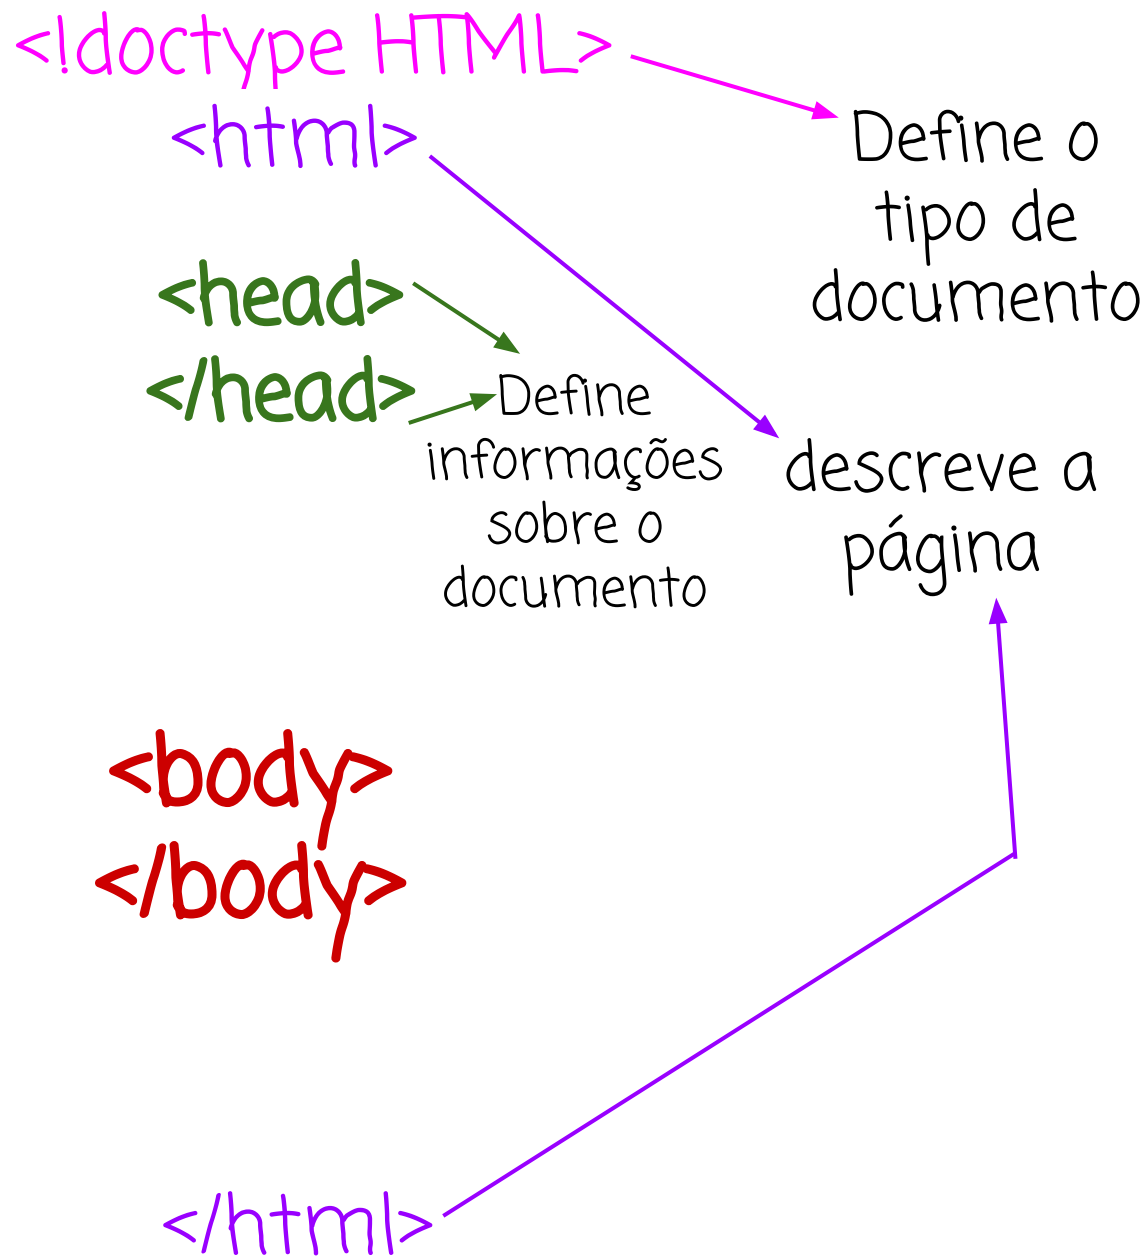 <!doctype HTML>
<html>
Define o
tipo de
documento
<head>
</head>
Define
informações
sobre o
documento
descreve a
página
<body>
</body>
</html>